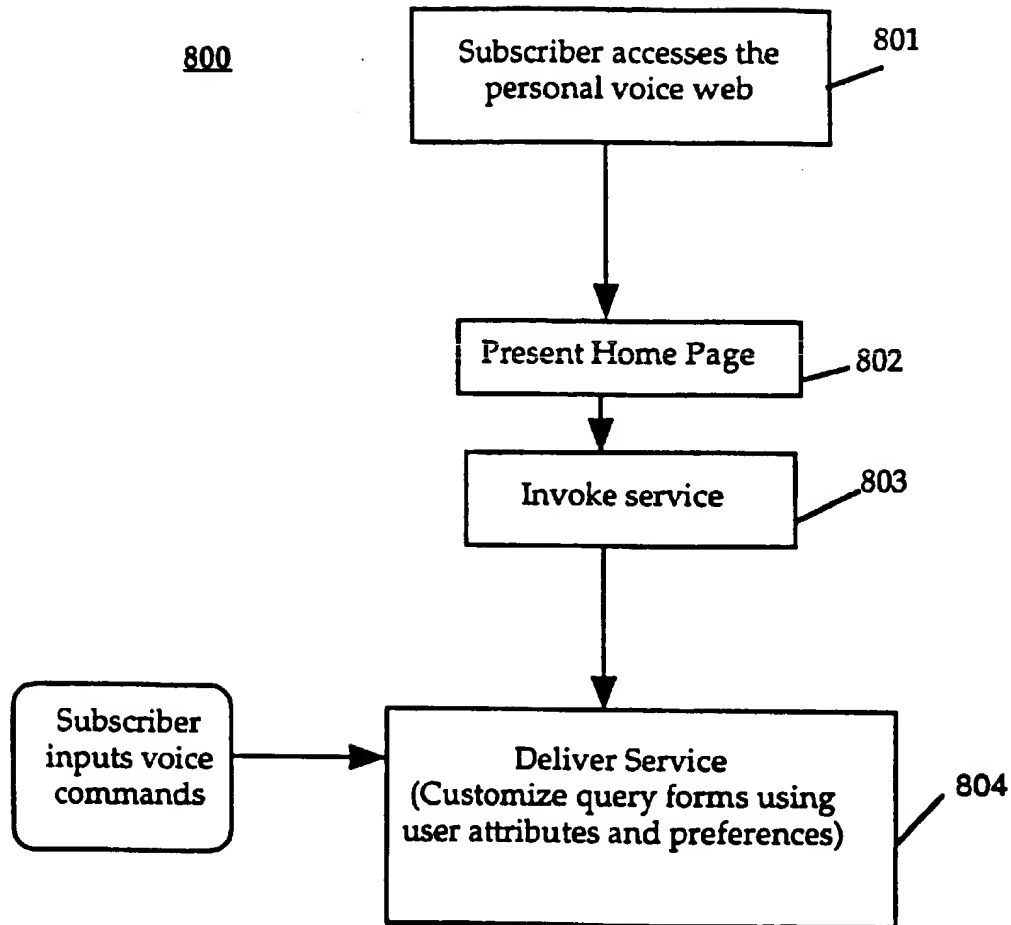 800
Subscriber accesses the
personal voice web
801
Present Home Page
802
Invoke service
803
Subscriber
inputs voice
commands
Deliver Service
(Customize query forms using
user attributes and preferences)
804